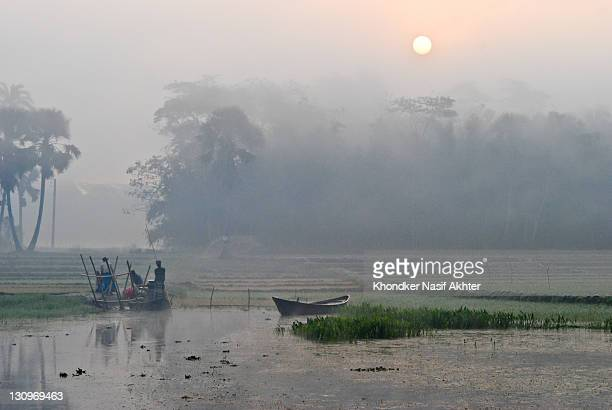 gettyimages®
Khondker Nasif Akhter
130969463